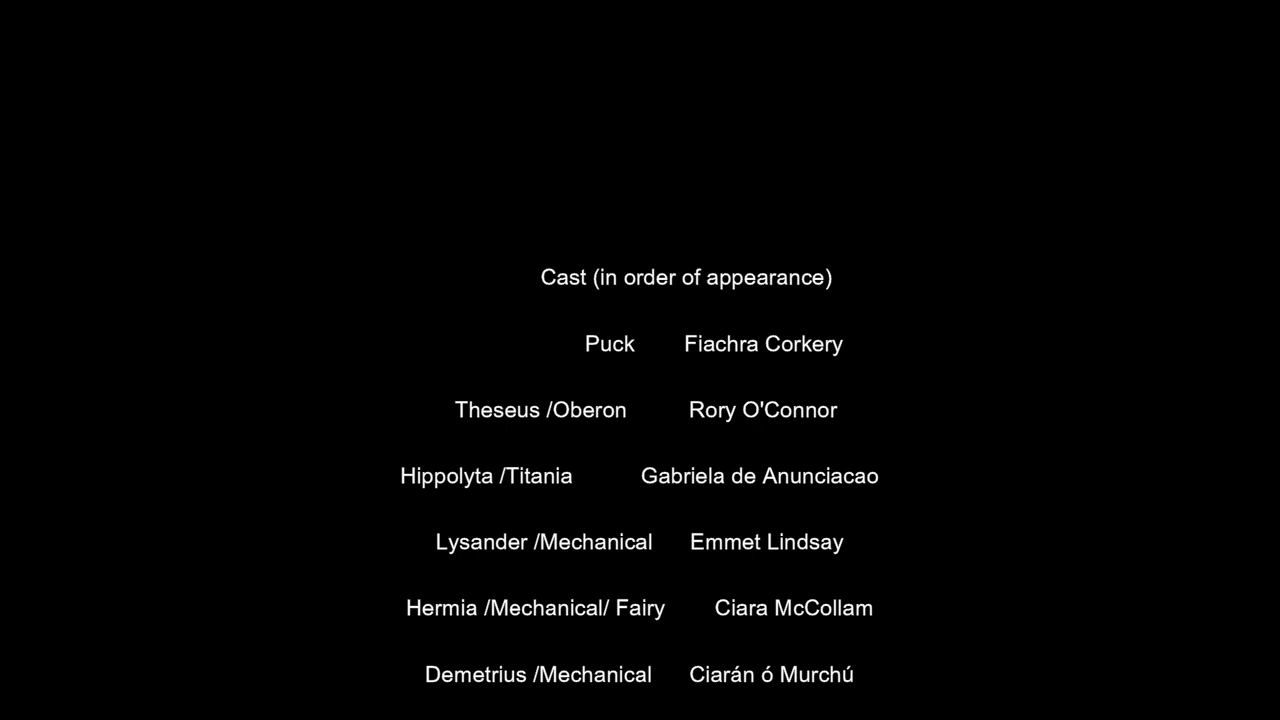 Cast (in order of appearance)
Puck Fiachra Corkery
Theseus /Oberon Rory O'Connor
Hippolyta /Titania Gabriela de Anunciacao
Lysander /Mechanical Emmet Lindsay
Hermia /Mechanical/ Fairy Ciara McCollam
Demetrius /Mechanical Ciarán ó Murchú